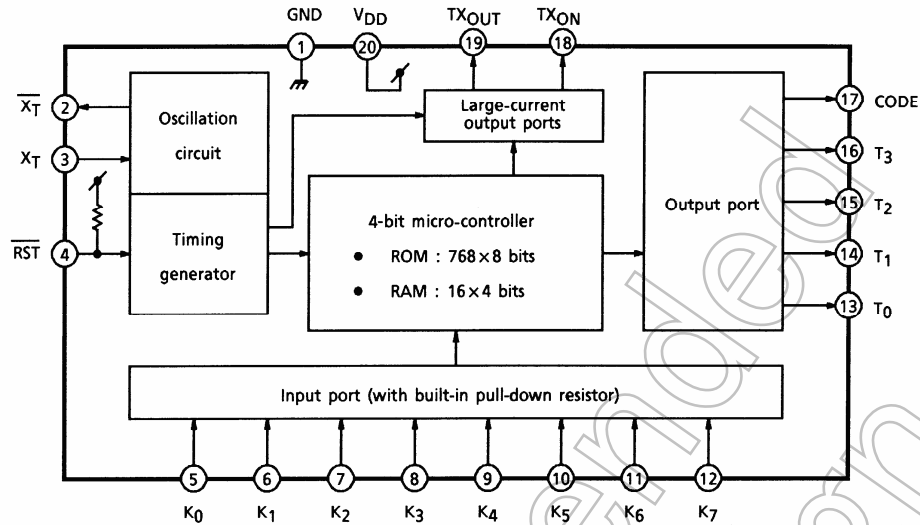 GND VDD TXOUT TXON
1 20 19 18
X̅T̅ 2
XT 3
R̅S̅T̅ 4
Oscillation
circuit
Timing
generator
Large-current
output ports
4-bit micro-controller
● ROM : 768×8 bits
● RAM : 16×4 bits
Output port
17 CODE
16 T3
15 T2
14 T1
13 T0
Input port (with built-in pull-down resistor)
5 6 7 8 9 10 11 12
K0 K1 K2 K3 K4 K5 K6 K7
ended